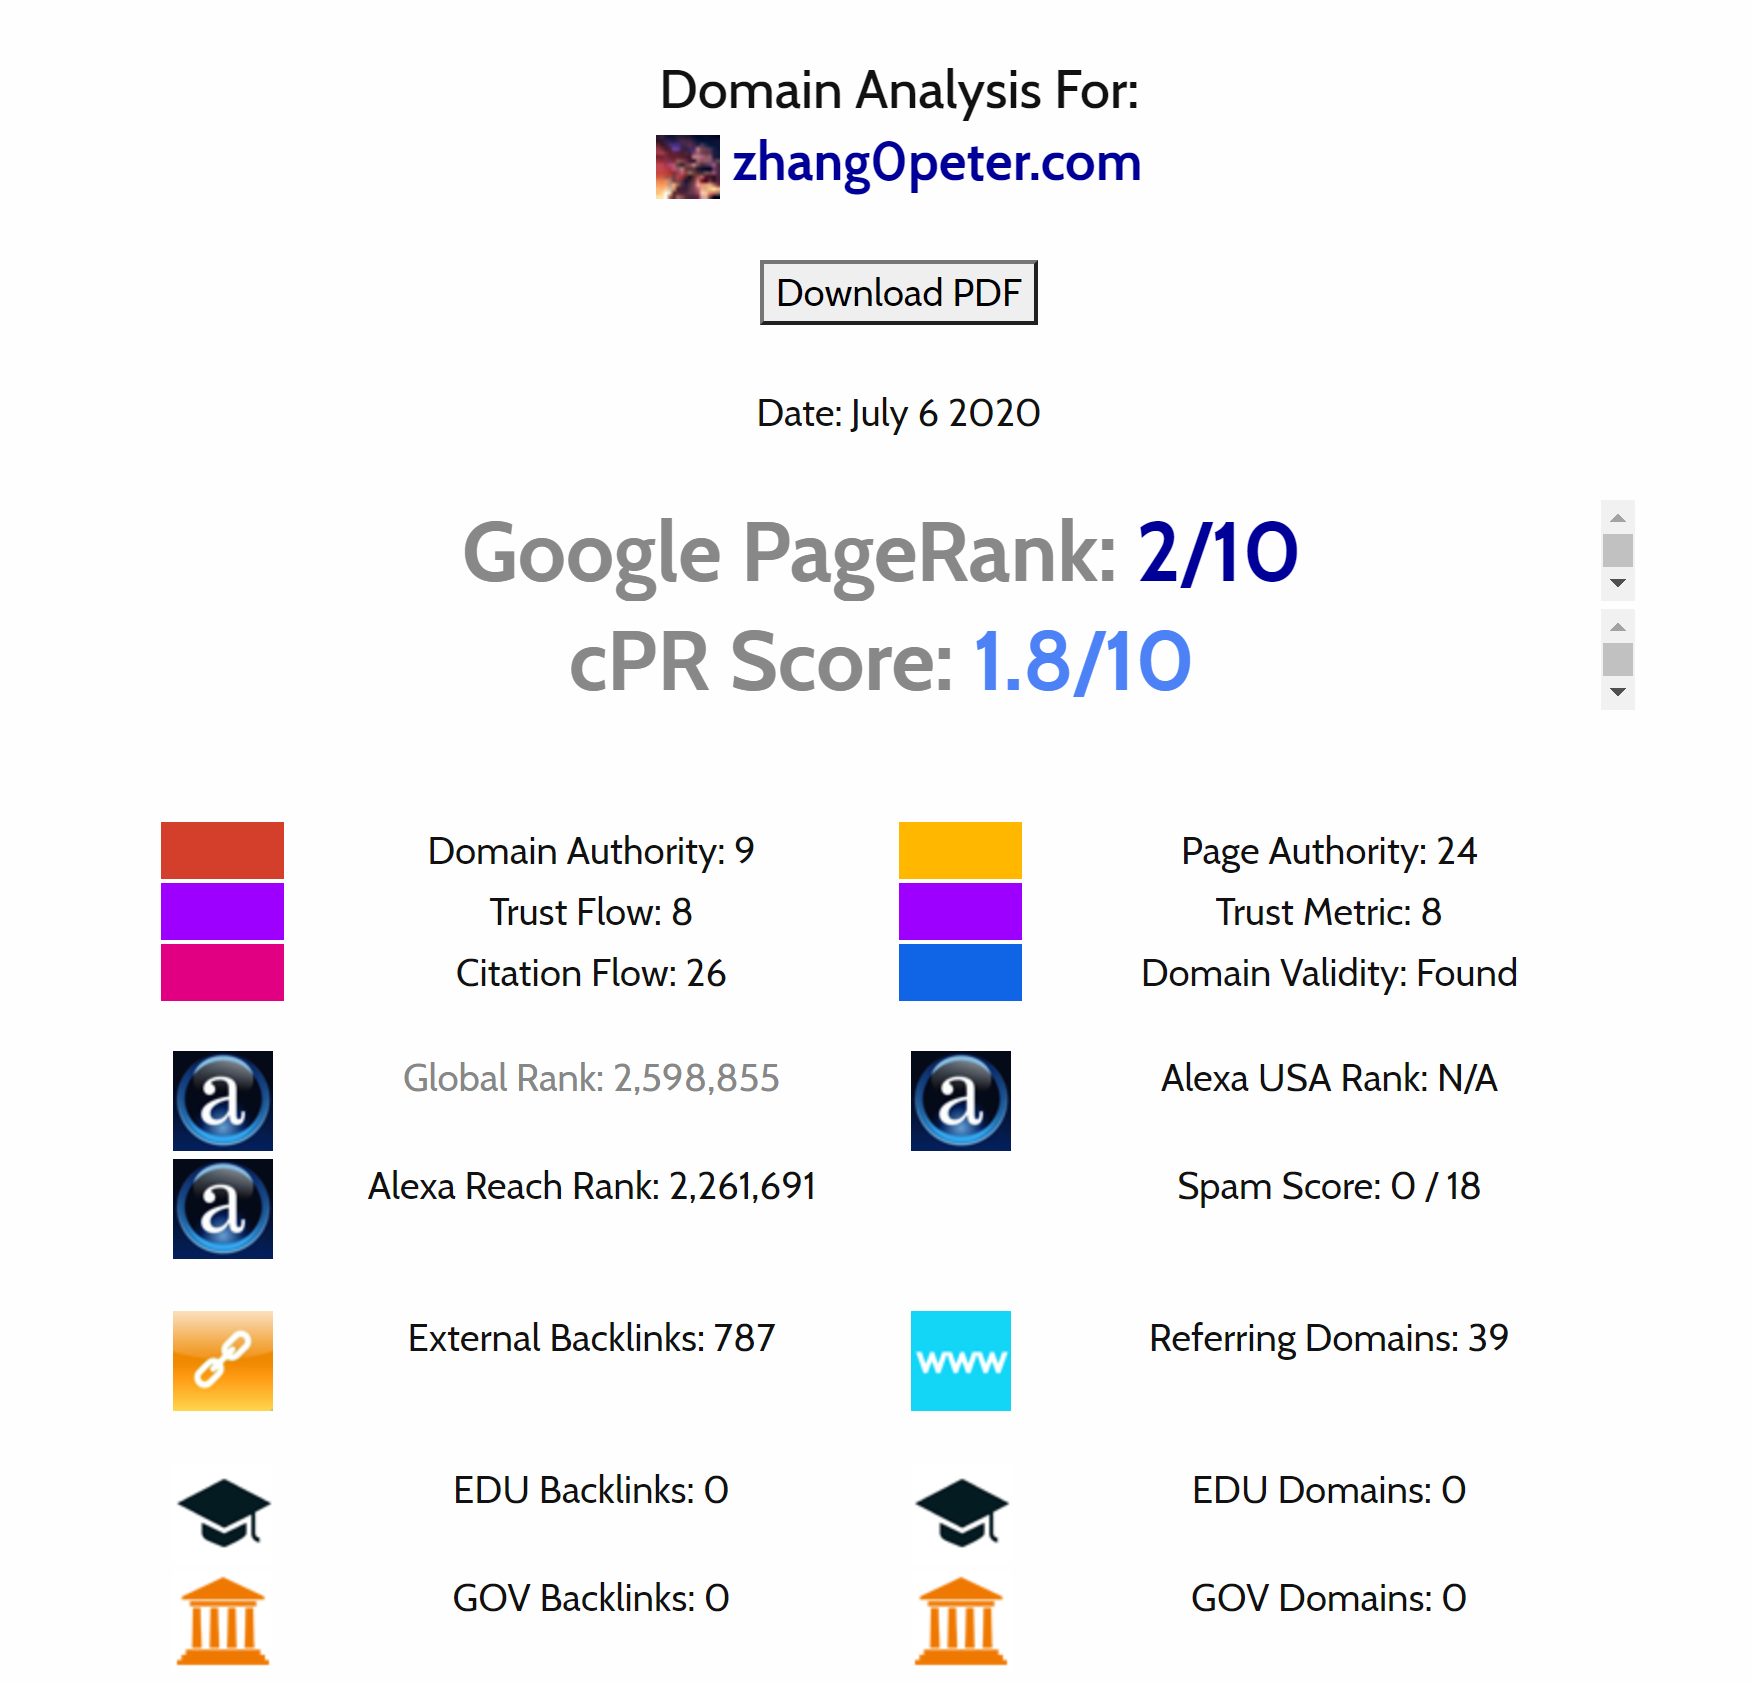 Domain Analysis For:
zhang0peter.com
Download PDF
Date: July 6 2020
Google PageRank: 2/10
cPR Score: 1.8/10
Domain Authority: 9
Page Authority: 24
Trust Flow: 8
Trust Metric: 8
Citation Flow: 26
Domain Validity: Found
a
Global Rank: 2,598,855
a
Alexa USA Rank: N/A
a
Alexa Reach Rank: 2,261,691
Spam Score: 0 / 18
External Backlinks: 787
www
Referring Domains: 39
EDU Backlinks: 0
EDU Domains: 0
GOV Backlinks: 0
GOV Domains: 0